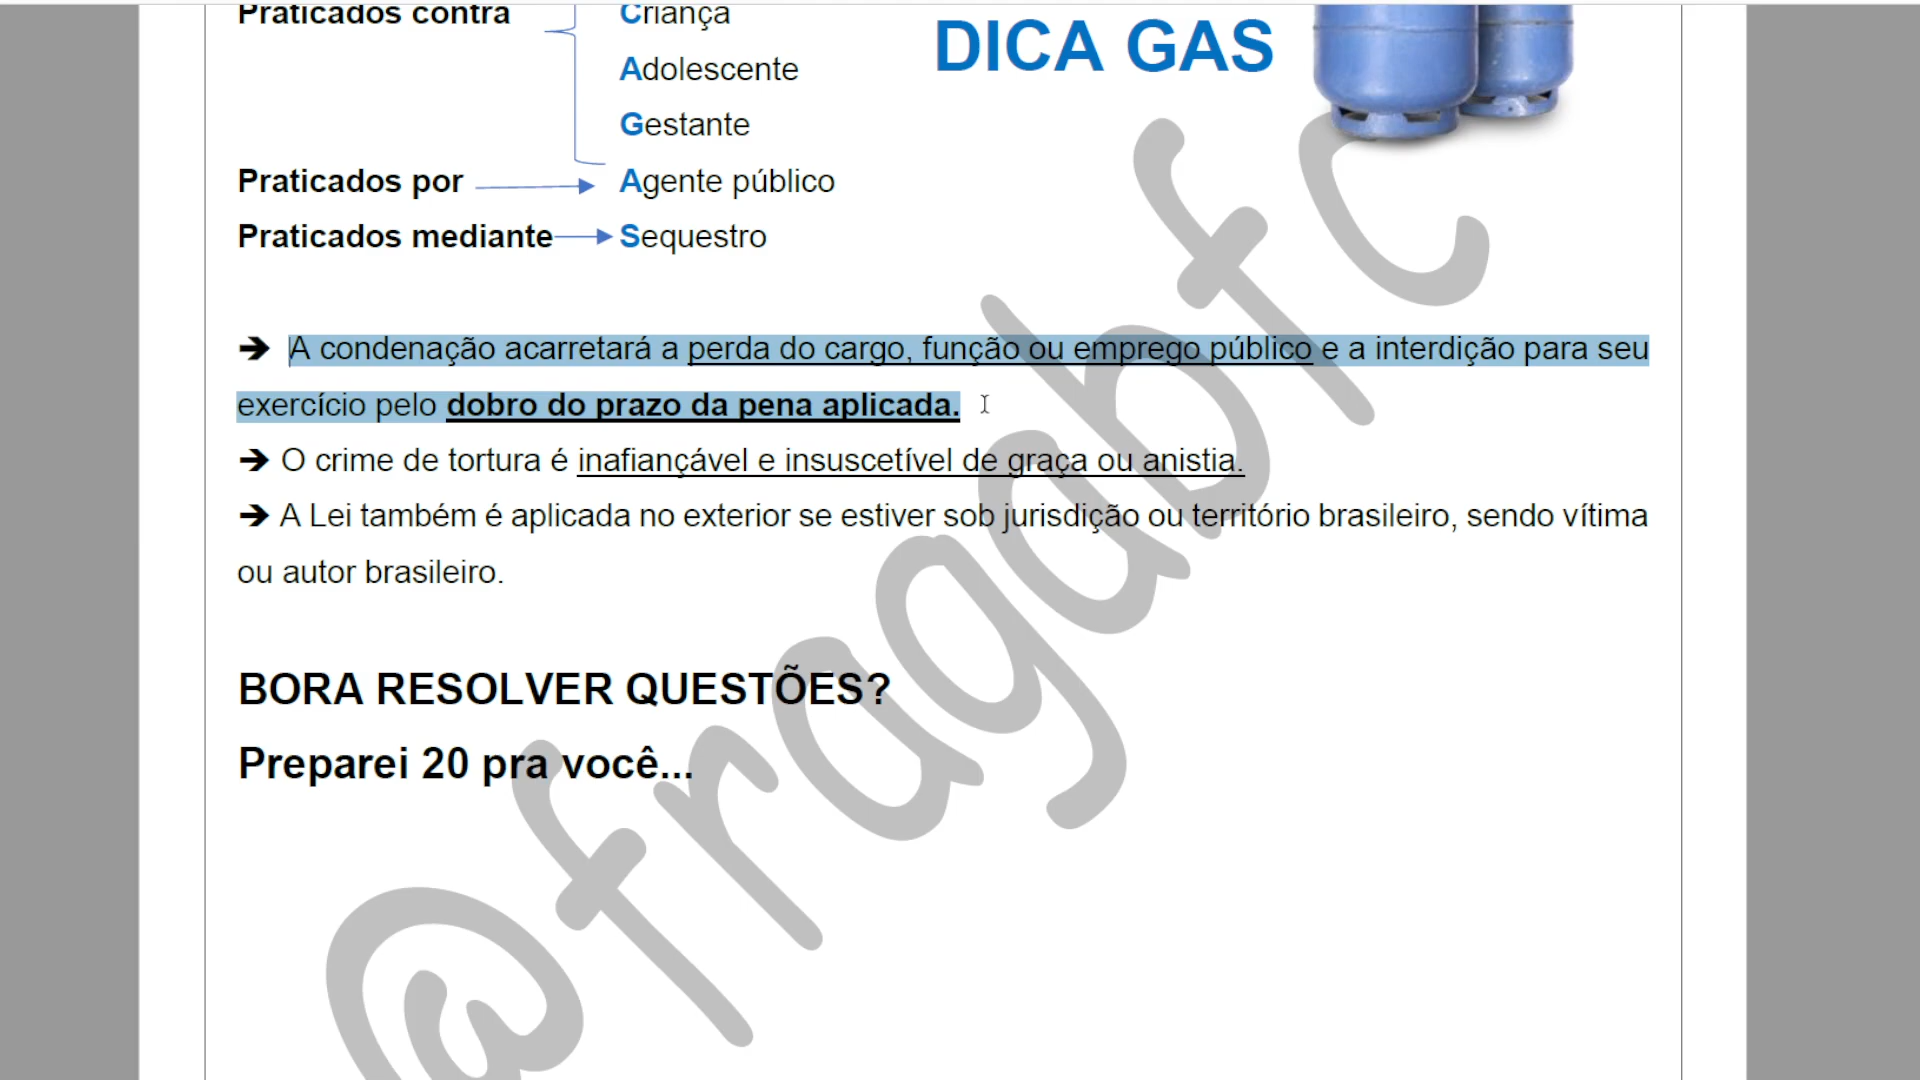 Praticados contra Criança
DICA GAS
Adolescente
Gestante
Praticados por Agente público
Praticados mediante Sequestro
➔ A condenação acarretará a perda do cargo, função ou emprego público e a interdição para seu
exercício pelo dobro do prazo da pena aplicada.
➔ O crime de tortura é inafiançável e insuscetível de graça ou anistia.
➔ A Lei também é aplicada no exterior se estiver sob jurisdição ou território brasileiro, sendo vítima
ou autor brasileiro.
BORA RESOLVER QUESTÕES?
Preparei 20 pra você...
@fragabfc